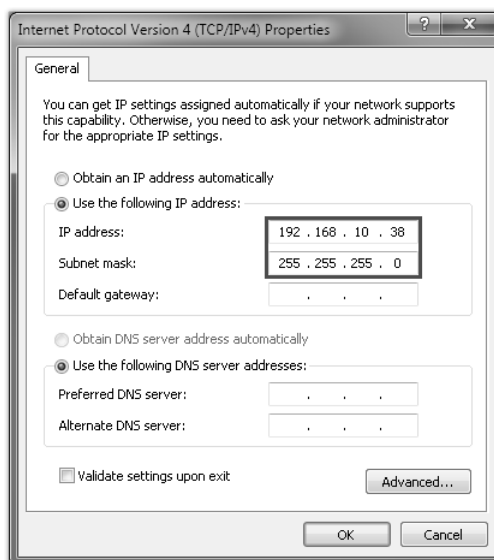 Internet Protocol Version 4 (TCP/IPv4) Properties
? x
General
You can get IP settings assigned automatically if your network supports
this capability. Otherwise, you need to ask your network administrator
for the appropriate IP settings.
Obtain an IP address automatically
Use the following IP address:
IP address: 192 . 168 . 10 . 38
Subnet mask: 255 . 255 . 255 . 0
Default gateway: . . .
Obtain DNS server address automatically
Use the following DNS server addresses:
Preferred DNS server: . . .
Alternate DNS server: . . .
Validate settings upon exit
Advanced...
OK Cancel